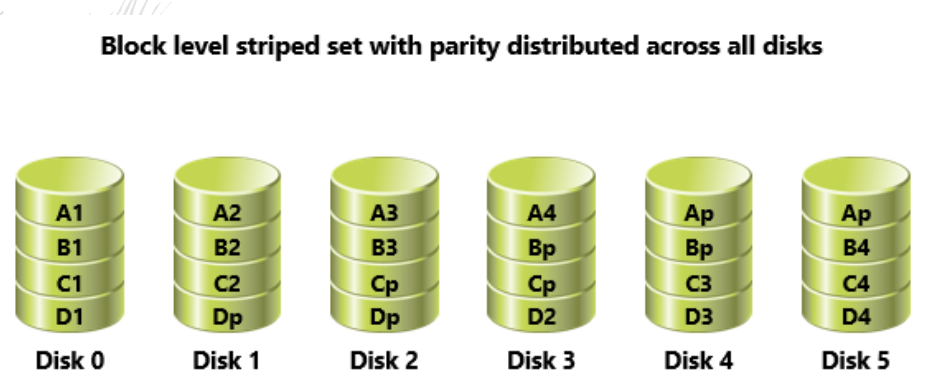 Block level striped set with parity distributed across all disks
A1 A2 A3 A4 Ap Ap
B1 B2 B3 Bp Bp B4
C1 C2 Cp Cp C3 C4
D1 Dp Dp D2 D3 D4
Disk 0 Disk 1 Disk 2 Disk 3 Disk 4 Disk 5